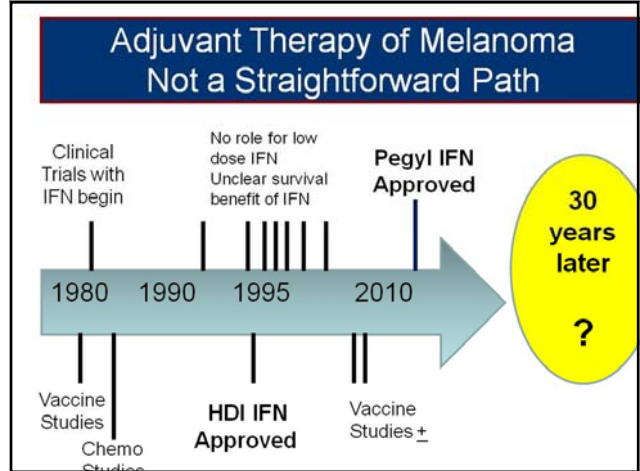 Adjuvant Therapy of Melanoma
Not a Straightforward Path
Clinical
Trials with
IFN begin
No role for low
dose IFN
Unclear survival
benefit of IFN
Pegyl IFN
Approved
30
years
later
?
1980 1990 1995 2010
Vaccine
Studies
Chemo
Studies
HDI IFN
Approved
Vaccine
Studies +